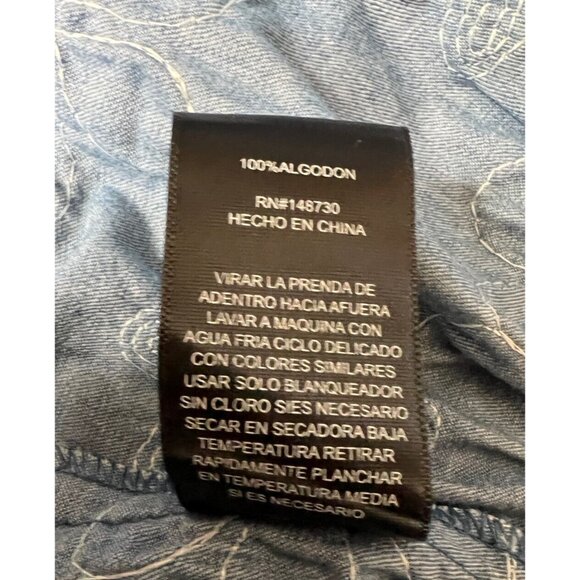 100%ALGODON
RN#148730
HECHO EN CHINA
VIRAR LA PRENDA DE
ADENTRO HACIA AFUERA
LAVAR A MAQUINA CON
AGUA FRIA CICLO DELICADO
CON COLORES SIMILARES
USAR SOLO BLANQUEADOR
SIN CLORO SIES NECESARIO
SECAR EN SECADORA BAJA
TEMPERATURA RETIRAR
RAPIDAMENTE PLANCHAR
EN TEMPERATURA MEDIA
SI ES NECESARIO